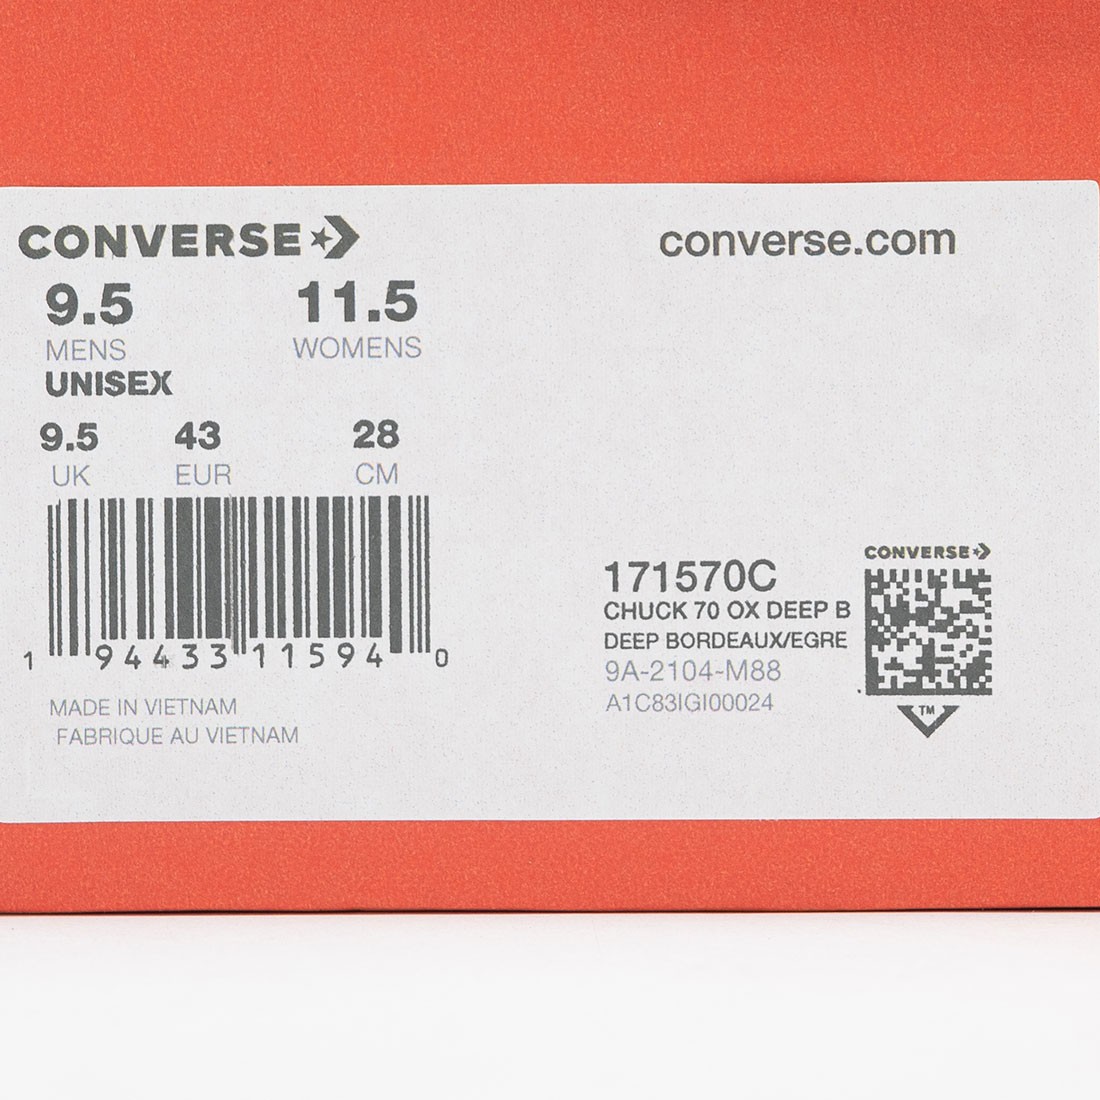 CONVERSE
converse.com
9.5 11.5
MENS WOMENS
UNISEX
9.5 43 28
UK EUR CM
1 94433 11594 0
MADE IN VIETNAM
FABRIQUE AU VIETNAM
CONVERSE
171570C
CHUCK 70 OX DEEP B
DEEP BORDEAUX/EGRE
9A-2104-M88
A1C83IGI00024
TM